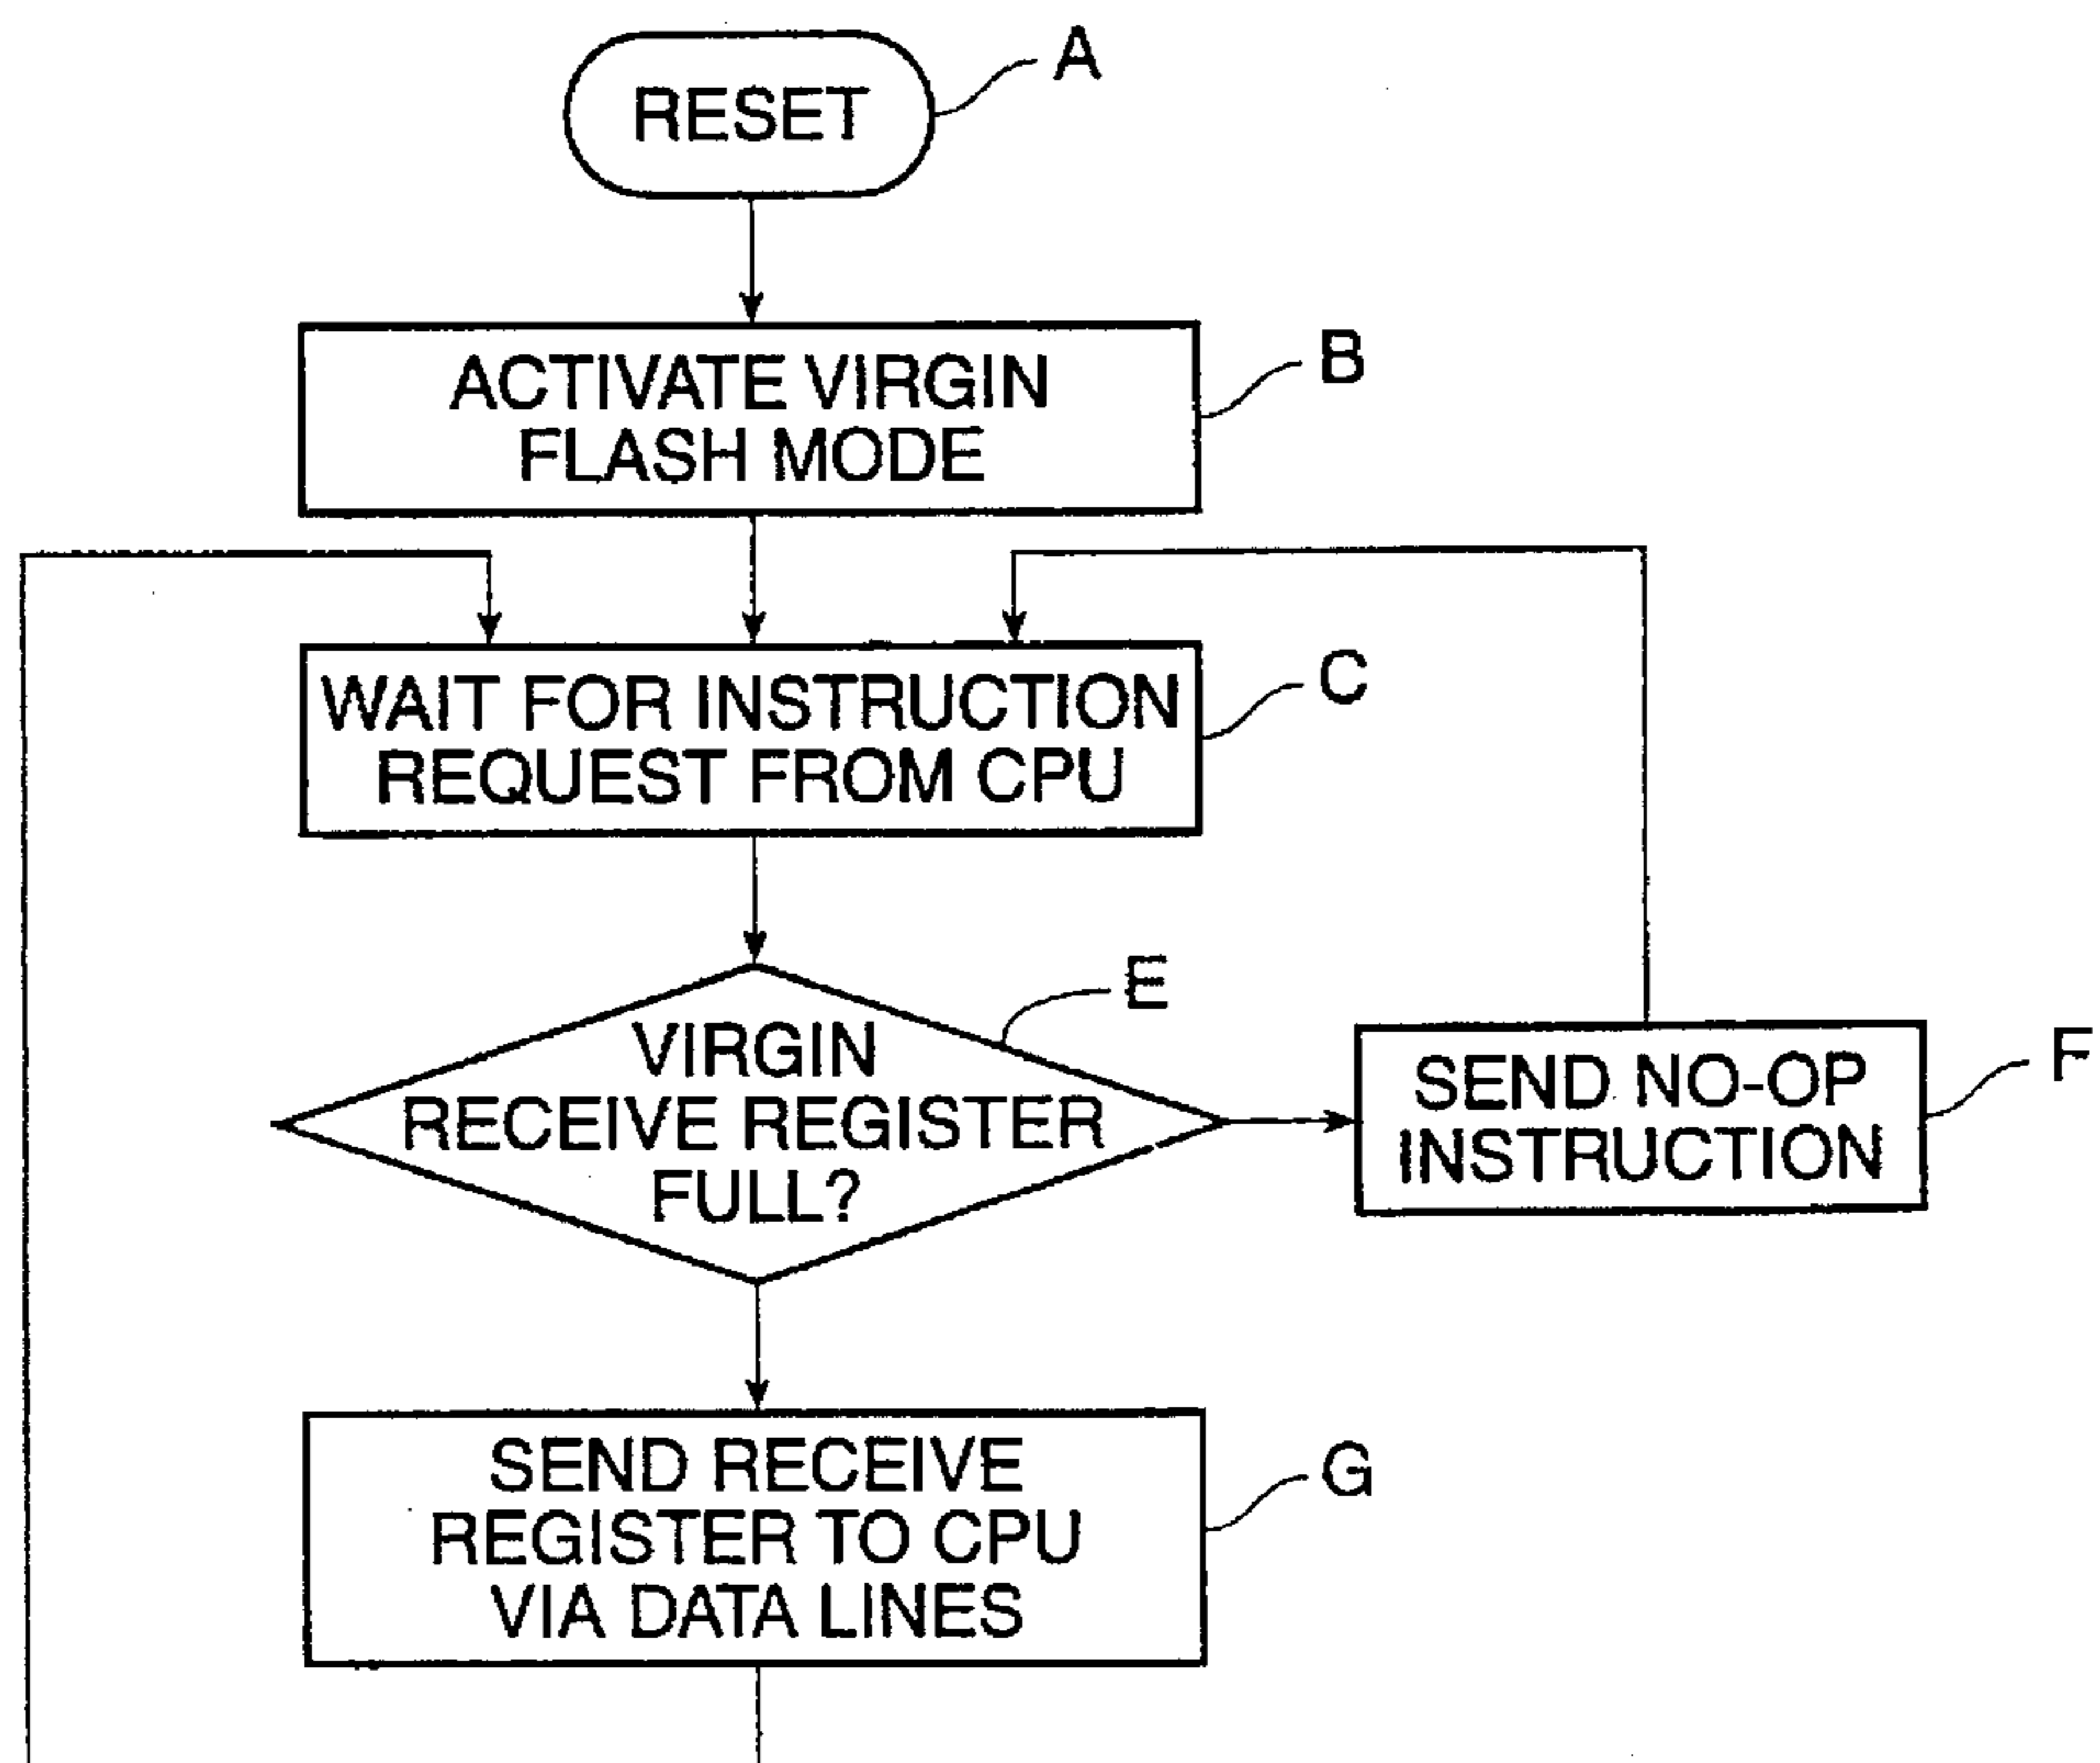 RESET
A
ACTIVATE VIRGIN
FLASH MODE
B
WAIT FOR INSTRUCTION
REQUEST FROM CPU
C
VIRGIN
RECEIVE REGISTER
FULL?
E
SEND NO-OP
INSTRUCTION
F
SEND RECEIVE
REGISTER TO CPU
VIA DATA LINES
G